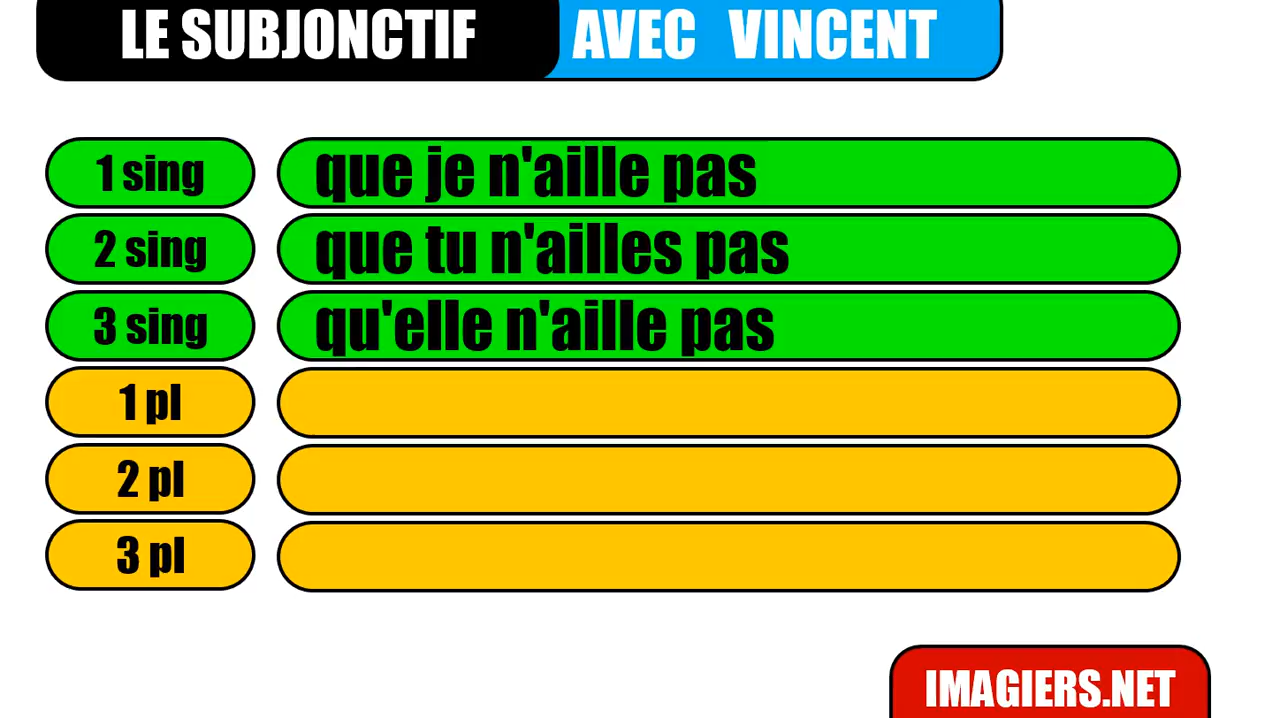 LE SUBJONCTIF AVEC VINCENT
1 sing que je n'aille pas
2 sing que tu n'ailles pas
3 sing qu'elle n'aille pas
1 pl
2 pl
3 pl
IMAGIERS.NET